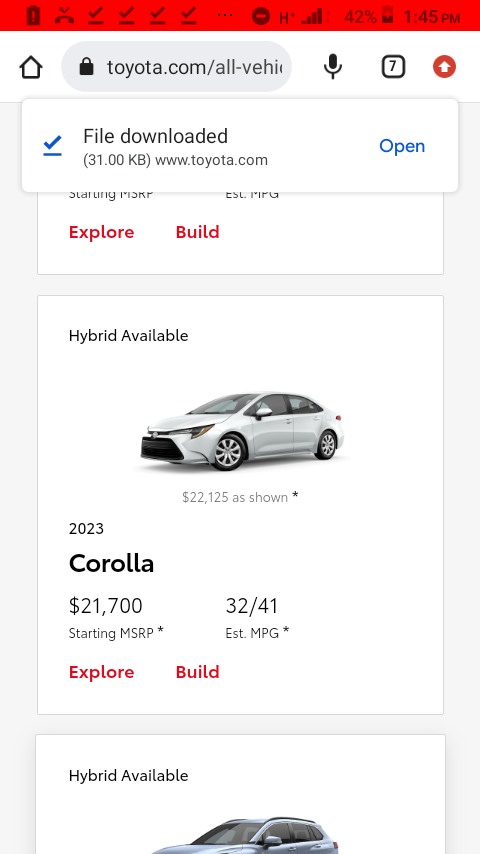 H+
42%
1:45 PM
toyota.com/all-vehi
7
File downloaded
(31.00 KB) www.toyota.com
Open
Starting MSRP
Est. MPG
Explore
Build
Hybrid Available
$22,125 as shown *
2023
Corolla
$21,700
32/41
Starting MSRP *
Est. MPG *
Explore
Build
Hybrid Available